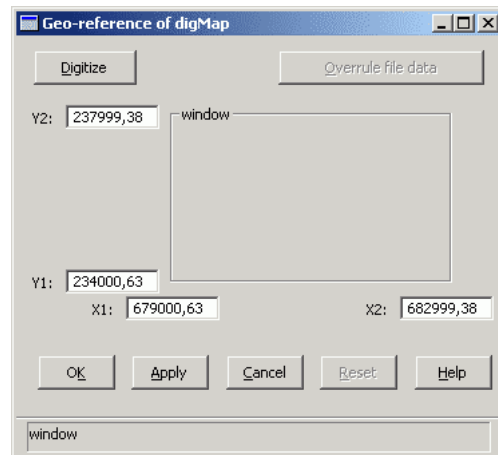 Geo-reference of digMap
Digitize Overrule file data
Y2: 237999,38 window
Y1: 234000,63
X1: 679000,63 X2: 682999,38
OK Apply Cancel Reset Help
window